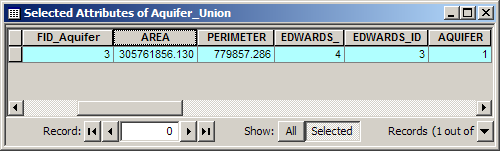 Selected Attributes of Aquifer_Union
FID_Aquifer AREA PERIMETER EDWARDS_ EDWARDS_ID AQUIFER
3 305761856.130 779857.286 4 3 1
Record: 0 Show: All Selected Records (1 out of